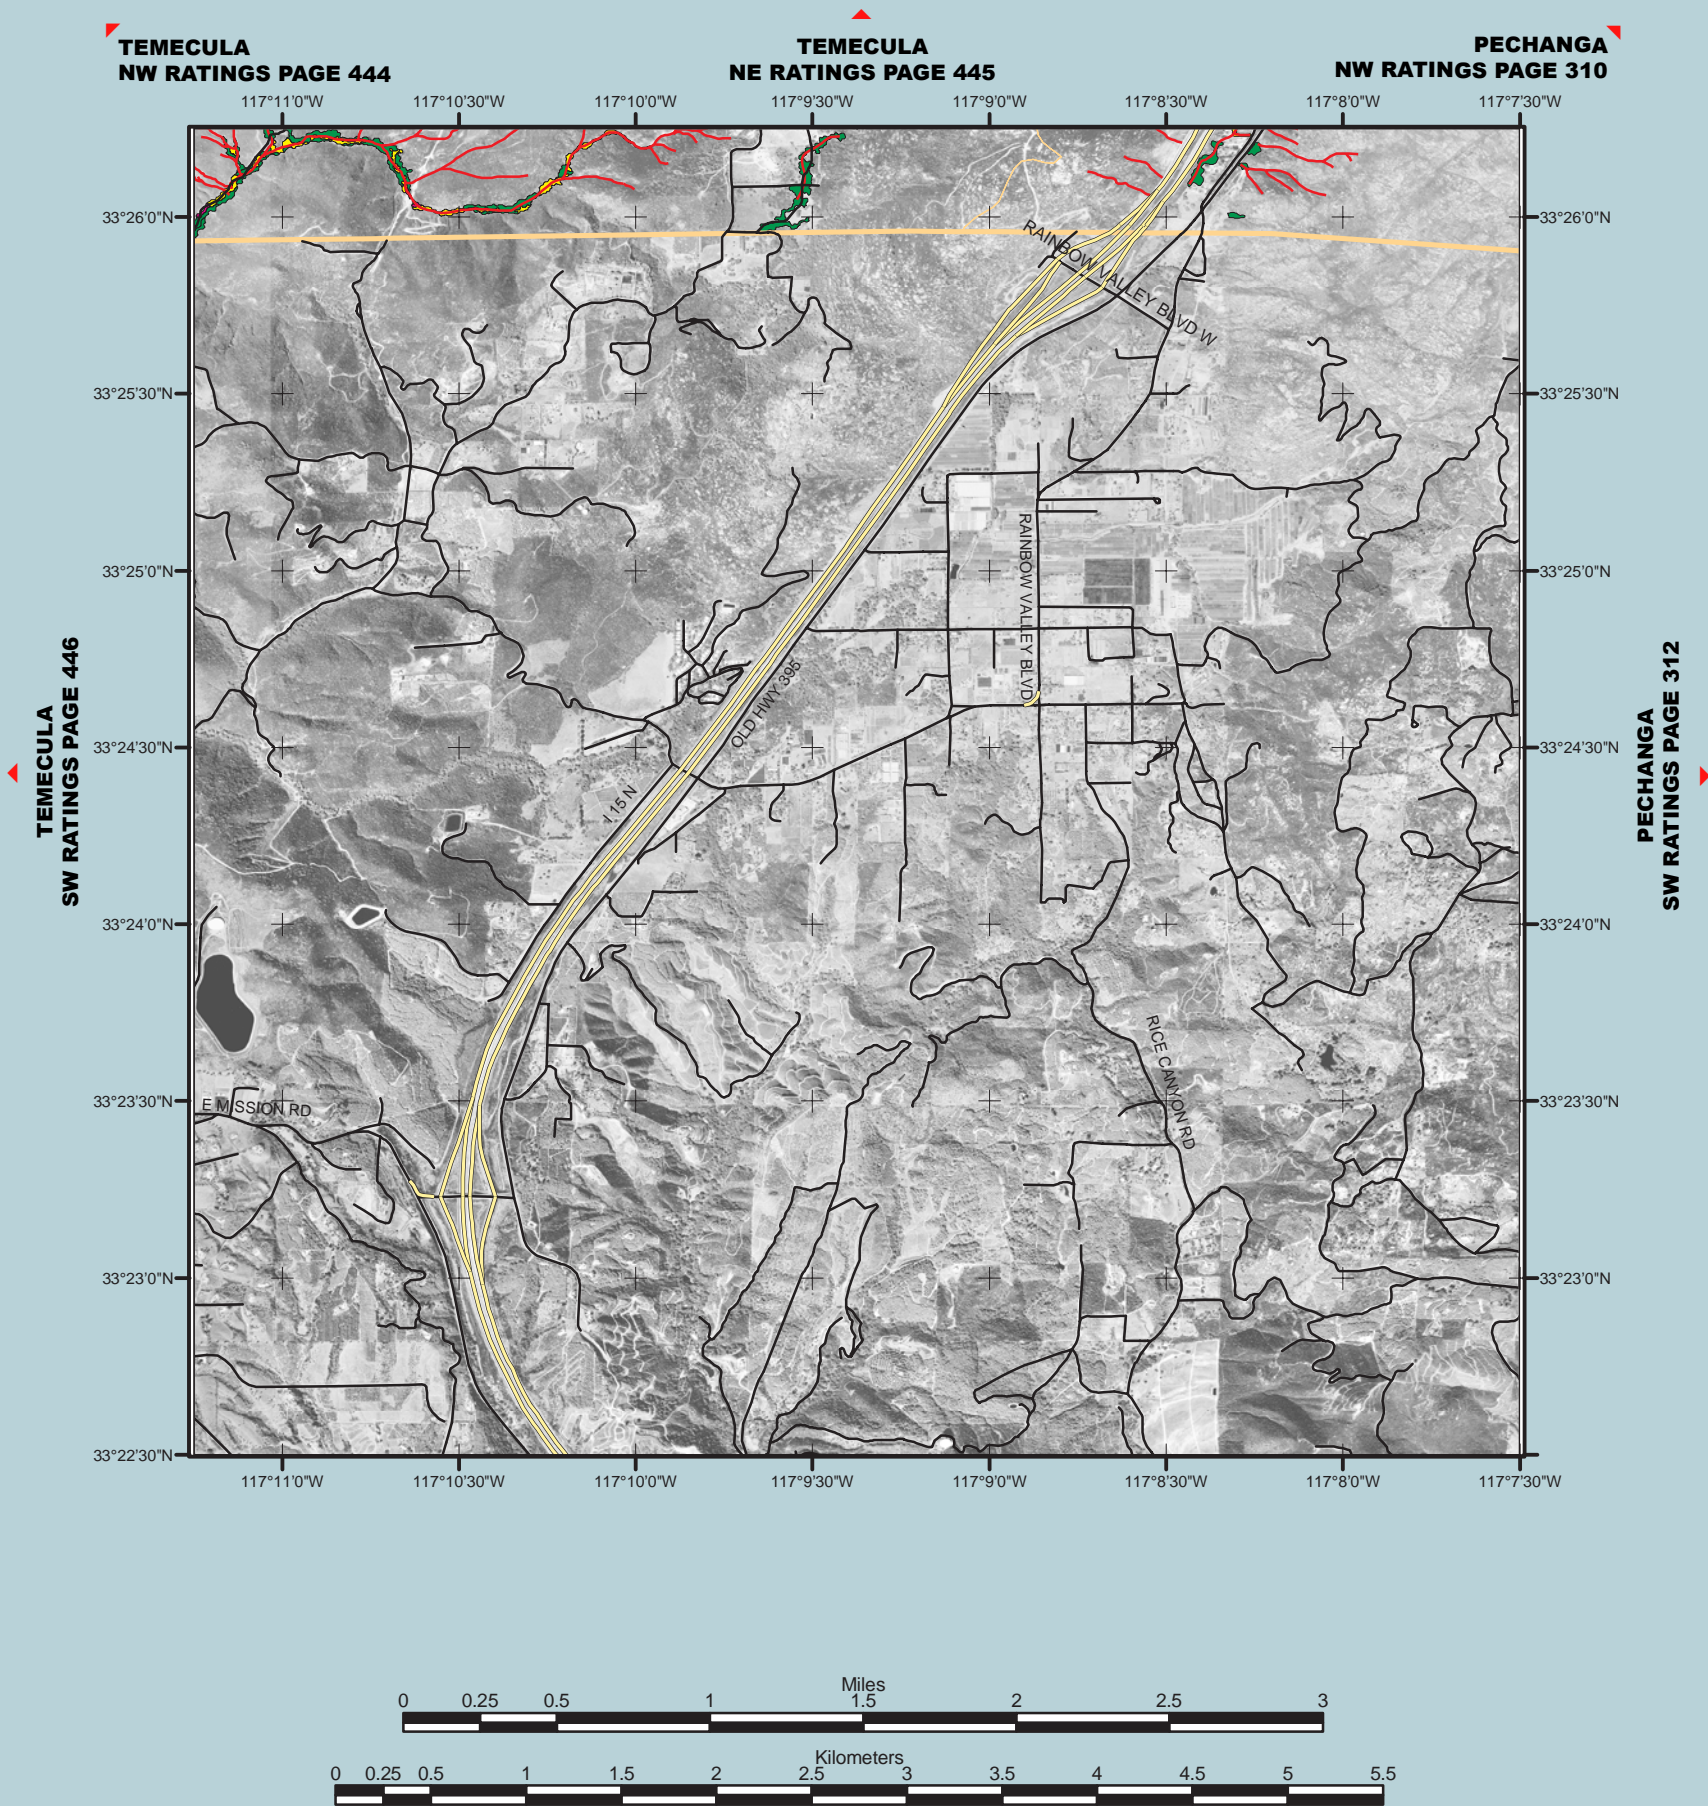 TEMECULA
NW RATINGS PAGE 444
TEMECULA
NE RATINGS PAGE 445
PECHANGA
NW RATINGS PAGE 310
117°11'0"W
117°10'30"W
117°10'0"W
117°9'30"W
117°9'0"W
117°8'30"W
117°8'0"W
117°7'30"W
33°26'0"N
33°26'0"N
RAINBOW VALLEY BLVD W
33°25'30"N
33°25'30"N
RAINBOW VALLEY BLVD
33°25'0"N
33°25'0"N
TEMECULA
SW RATINGS PAGE 446
PECHANGA
SW RATINGS PAGE 312
OLD HWY 395
33°24'30"N
33°24'30"N
I 15 N
33°24'0"N
33°24'0"N
RICE CANYON RD
33°23'30"N
33°23'30"N
E MISSION RD
33°23'0"N
33°23'0"N
33°22'30"N
117°11'0"W
117°10'30"W
117°10'0"W
117°9'30"W
117°9'0"W
117°8'30"W
117°8'0"W
117°7'30"W
Miles
0 0.25 0.5 1 1.5 2 2.5 3
Kilometers
0 0.25 0.5 1 1.5 2 2.5 3 3.5 4 4.5 5 5.5